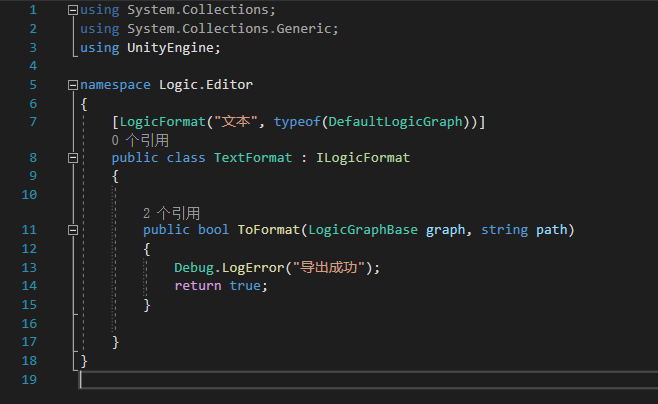 1 using System.Collections;
2 using System.Collections.Generic;
3 using UnityEngine;
4
5 namespace Logic.Editor
6 {
7 [LogicFormat("文本", typeof(DefaultLogicGraph))]
0 个引用
8 public class TextFormat : ILogicFormat
9 {
10
2 个引用
11 public bool ToFormat(LogicGraphBase graph, string path)
12 {
13 Debug.LogError("导出成功");
14 return true;
15 }
16
17 }
18 }
19